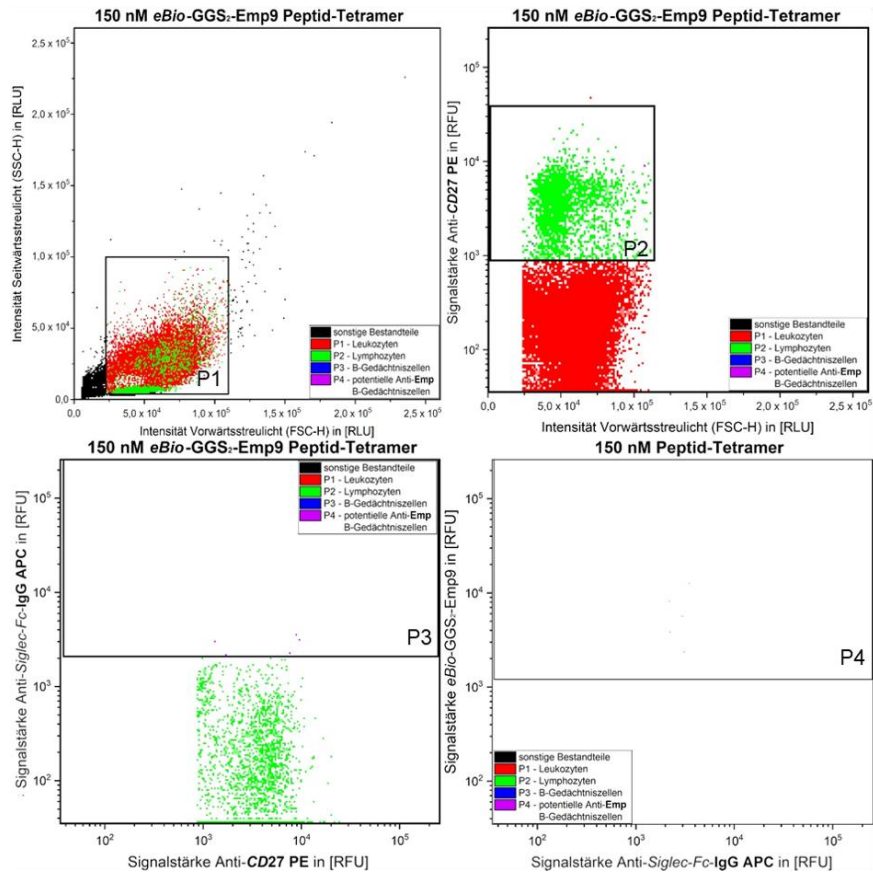 150 nM eBio-GGS₂-Emp9 Peptid-Tetramer
Intensität Seitwärtsstreulicht (SSC-H) in [RLU]
2,5 x 10⁵
2,0 x 10⁵
1,5 x 10⁵
1,0 x 10⁵
5,0 x 10⁴
0,0
P1
sonstige Bestandteile
P1 - Leukozyten
P2 - Lymphozyten
P3 - B-Gedächtniszellen
P4 - potentielle Anti-Emp
B-Gedächtniszellen
0,0 5,0 x 10⁴ 1,0 x 10⁵ 1,5 x 10⁵ 2,0 x 10⁵ 2,5 x 10⁵
Intensität Vorwärtsstreulicht (FSC-H) in [RLU]
150 nM eBio-GGS₂-Emp9 Peptid-Tetramer
Signalstärke Anti-CD27 PE in [RFU]
10⁵
10⁴
10³
10²
P2
sonstige Bestandteile
P1 - Leukozyten
P2 - Lymphozyten
P3 - B-Gedächtniszellen
P4 - potentielle Anti-Emp
B-Gedächtniszellen
0,0 5,0 x 10⁴ 1,0 x 10⁵ 1,5 x 10⁵ 2,0 x 10⁵ 2,5 x 10⁵
Intensität Vorwärtsstreulicht (FSC-H) in [RLU]
150 nM eBio-GGS₂-Emp9 Peptid-Tetramer
Signalstärke Anti-Siglec-Fc-IgG APC in [RFU]
sonstige Bestandteile
P1 - Leukozyten
P2 - Lymphozyten
P3 - B-Gedächtniszellen
P4 - potentielle Anti-Emp
B-Gedächtniszellen
10⁵
10⁴
10³
10²
P3
10² 10³ 10⁴ 10⁵
Signalstärke Anti-CD27 PE in [RFU]
150 nM Peptid-Tetramer
Signalstärke eBio-GGS₂-Emp9 in [RFU]
10⁵
10⁴
10³
10²
P4
sonstige Bestandteile
P1 - Leukozyten
P2 - Lymphozyten
P3 - B-Gedächtniszellen
P4 - potentielle Anti-Emp
B-Gedächtniszellen
10² 10³ 10⁴ 10⁵
Signalstärke Anti-Siglec-Fc-IgG APC in [RFU]